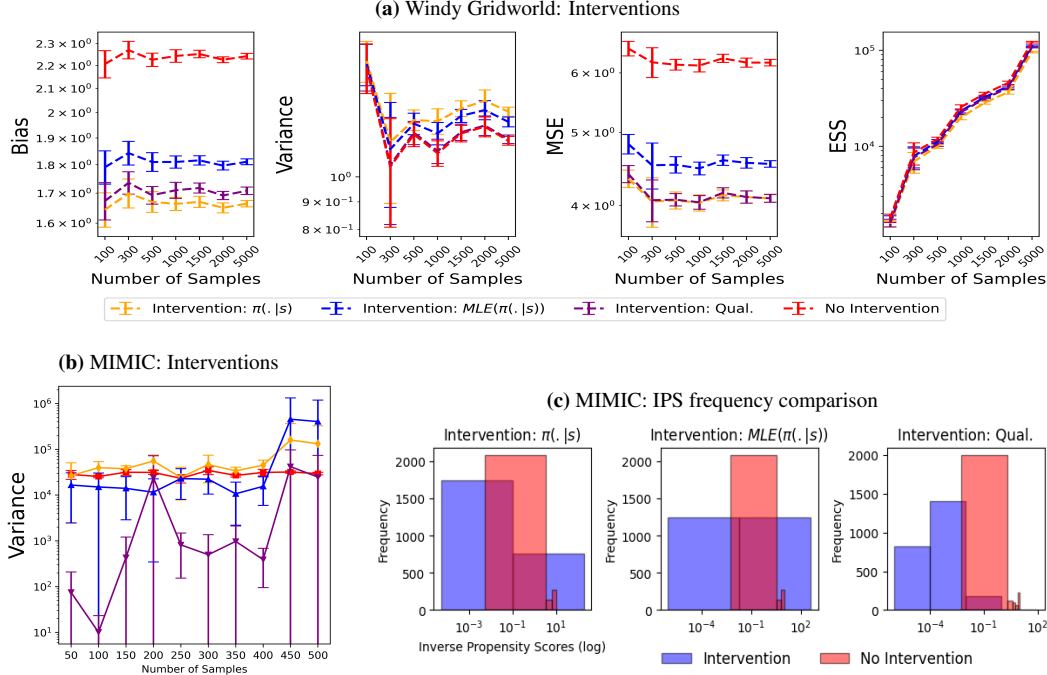 (a) Windy Gridworld: Interventions
2.3 × 10⁰
2.2 × 10⁰
2.1 × 10⁰
2 × 10⁰
1.9 × 10⁰
1.8 × 10⁰
1.7 × 10⁰
1.6 × 10⁰
Bias
100 300 500 1000 1500 2000 5000
Number of Samples
10⁰
9 × 10⁻¹
8 × 10⁻¹
Variance
100 300 500 1000 1500 2000 5000
Number of Samples
6 × 10⁰
5 × 10⁰
4 × 10⁰
MSE
100 300 500 1000 1500 2000 5000
Number of Samples
10⁵
10⁴
ESS
100 300 500 1000 1500 2000 5000
Number of Samples
Intervention: π(. |s) Intervention: MLE(π(. |s)) Intervention: Qual. No Intervention
(b) MIMIC: Interventions
10⁶
10⁵
10⁴
10³
10²
10¹
Variance
50 100 150 200 250 300 350 400 450 500
Number of Samples
(c) MIMIC: IPS frequency comparison
Intervention: π(. |s)
2000
1500
1000
500
0
Frequency
10⁻³ 10⁻¹ 10¹
Inverse Propensity Scores (log)
Intervention: MLE(π(. |s))
2000
1500
1000
500
0
Frequency
10⁻⁴ 10⁻¹ 10²
Intervention: Qual.
2000
1500
1000
500
0
Frequency
10⁻⁴ 10⁻¹ 10²
Intervention No Intervention